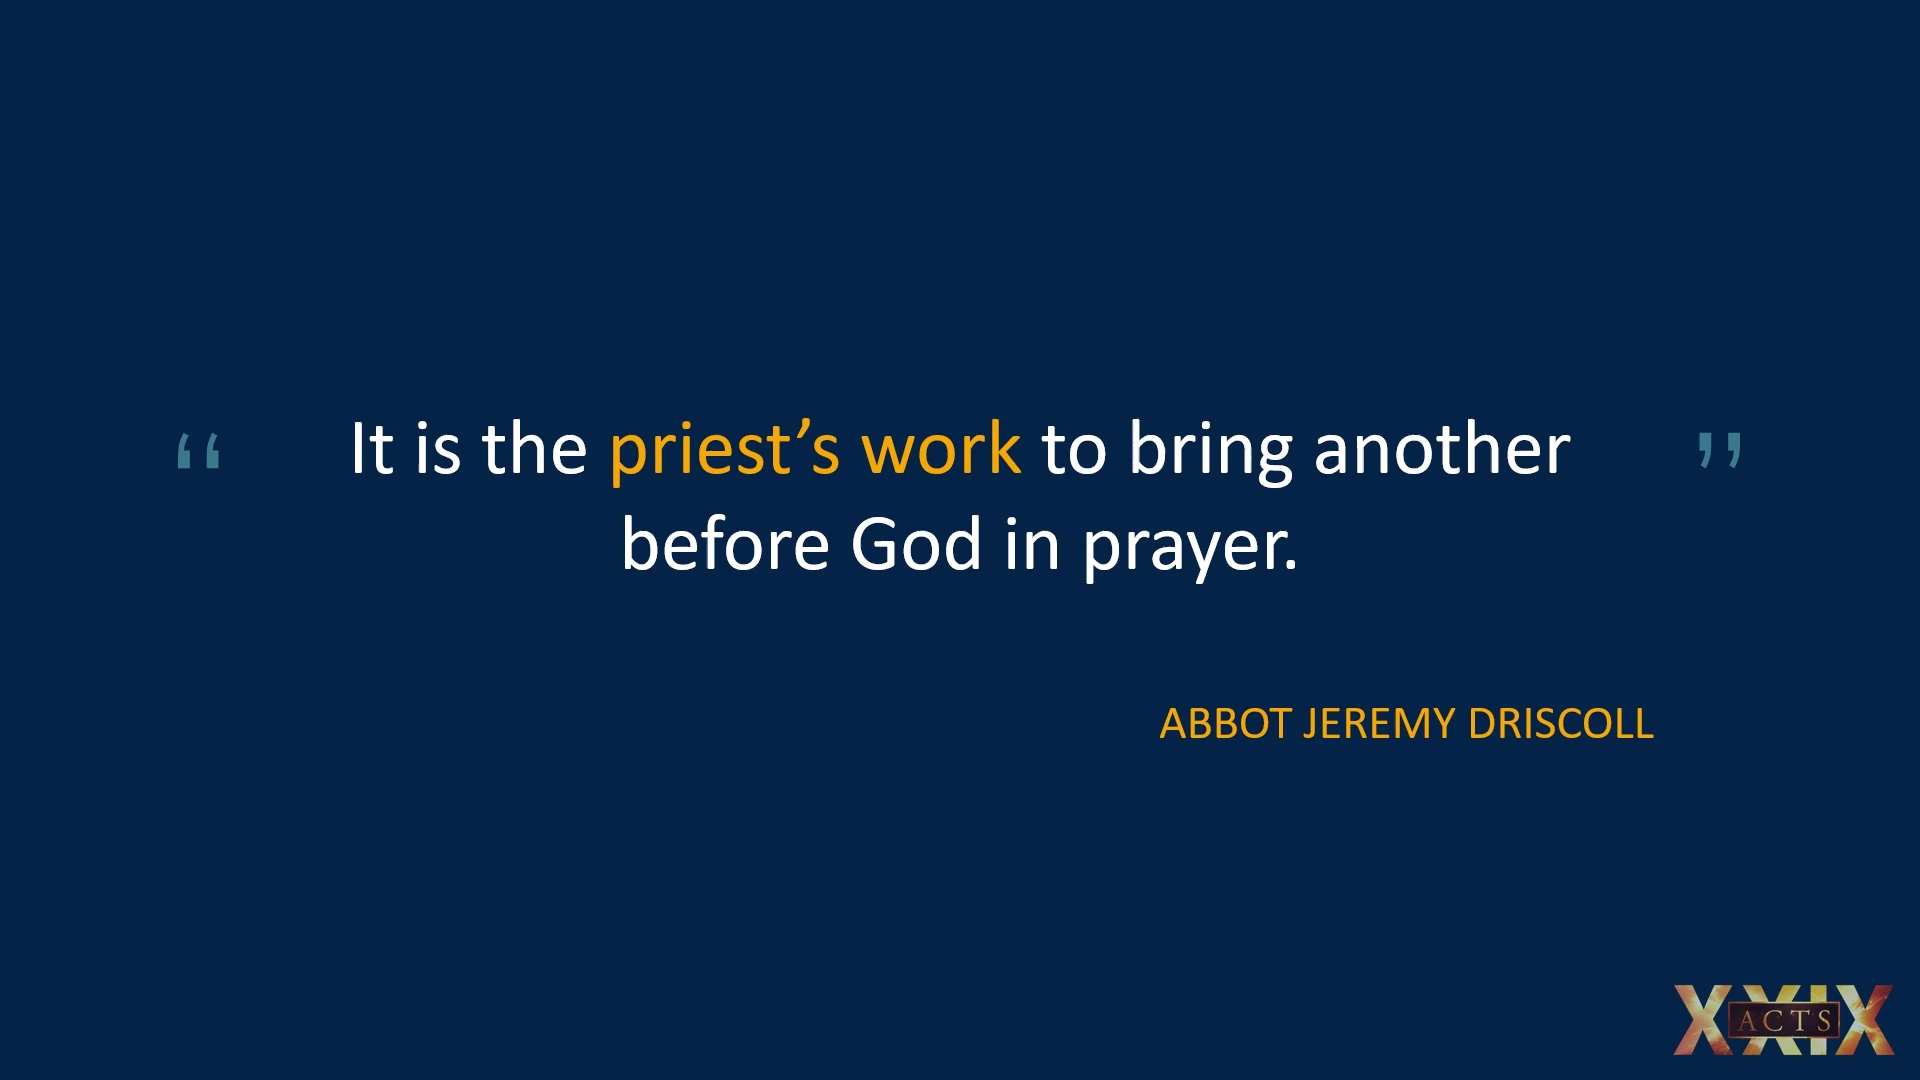 “ It is the priest’s work to bring another ”
before God in prayer.
ABBOT JEREMY DRISCOLL
XXIX
ACTS